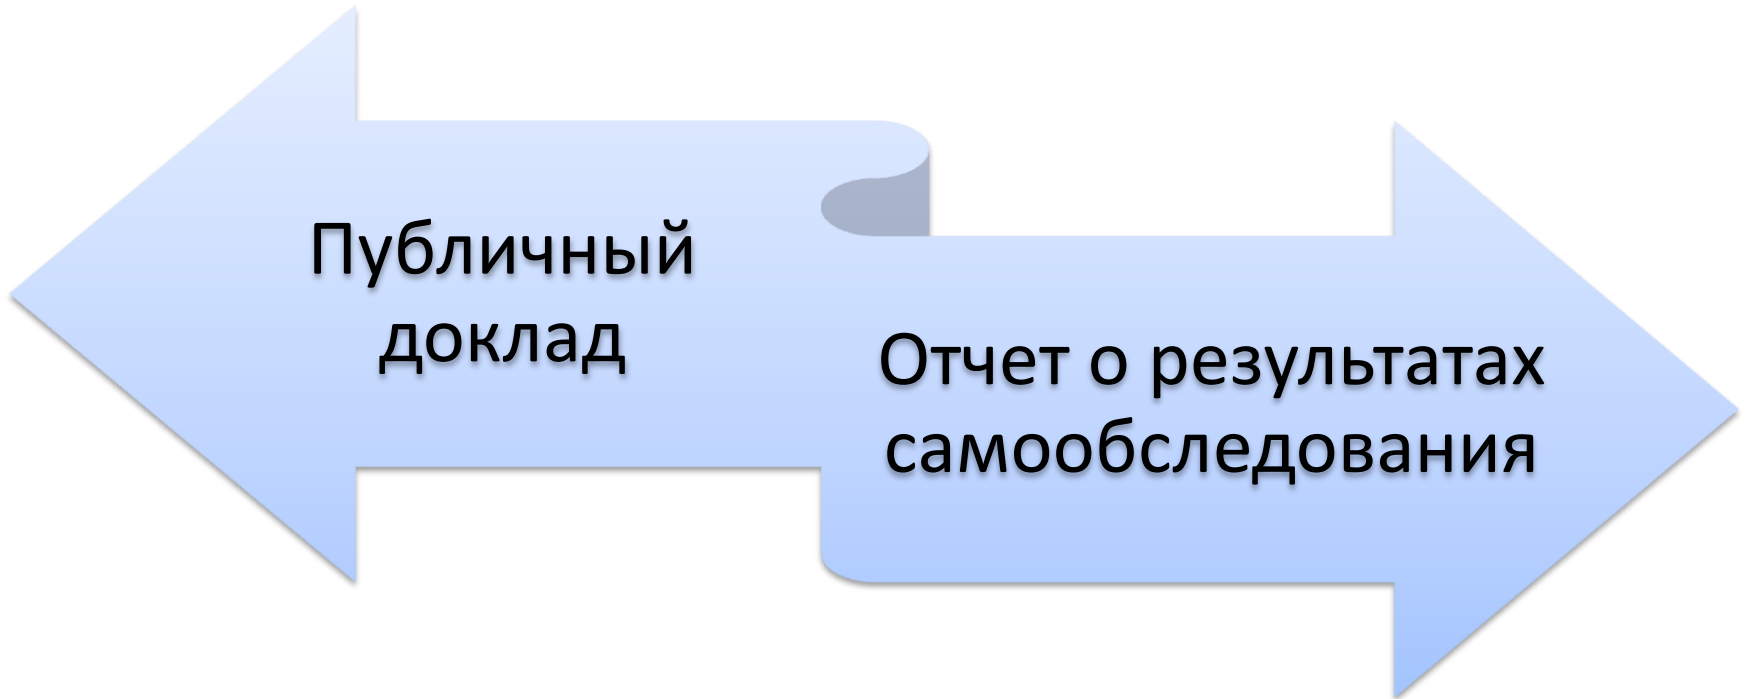 Публичный
доклад
Отчет о результатах
самообследования